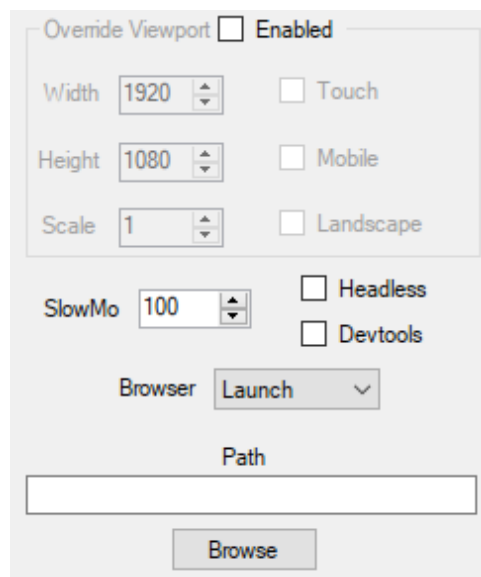 Override Viewport Enabled
Width 1920 Touch
Height 1080 Mobile
Scale 1 Landscape
SlowMo 100 Headless
Devtools
Browser Launch
Path
Browse